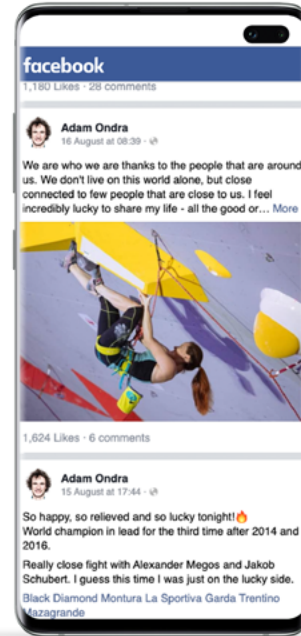 facebook
1,180 Likes · 28 comments
Adam Ondra
16 August at 08:39 ·
We are who we are thanks to the people that are around
us. We don't live on this world alone, but close
connected to few people that are close to us. I feel
incredibly lucky to share my life - all the good or... More
1,624 Likes · 6 comments
Adam Ondra
15 August at 17:44 ·
So happy, so relieved and so lucky tonight!🔥
World champion in lead for the third time after 2014 and
2016.
Really close fight with Alexander Megos and Jakob
Schubert. I guess this time I was just on the lucky side.
Black Diamond Montura La Sportiva Garda Trentino
Mazagrande